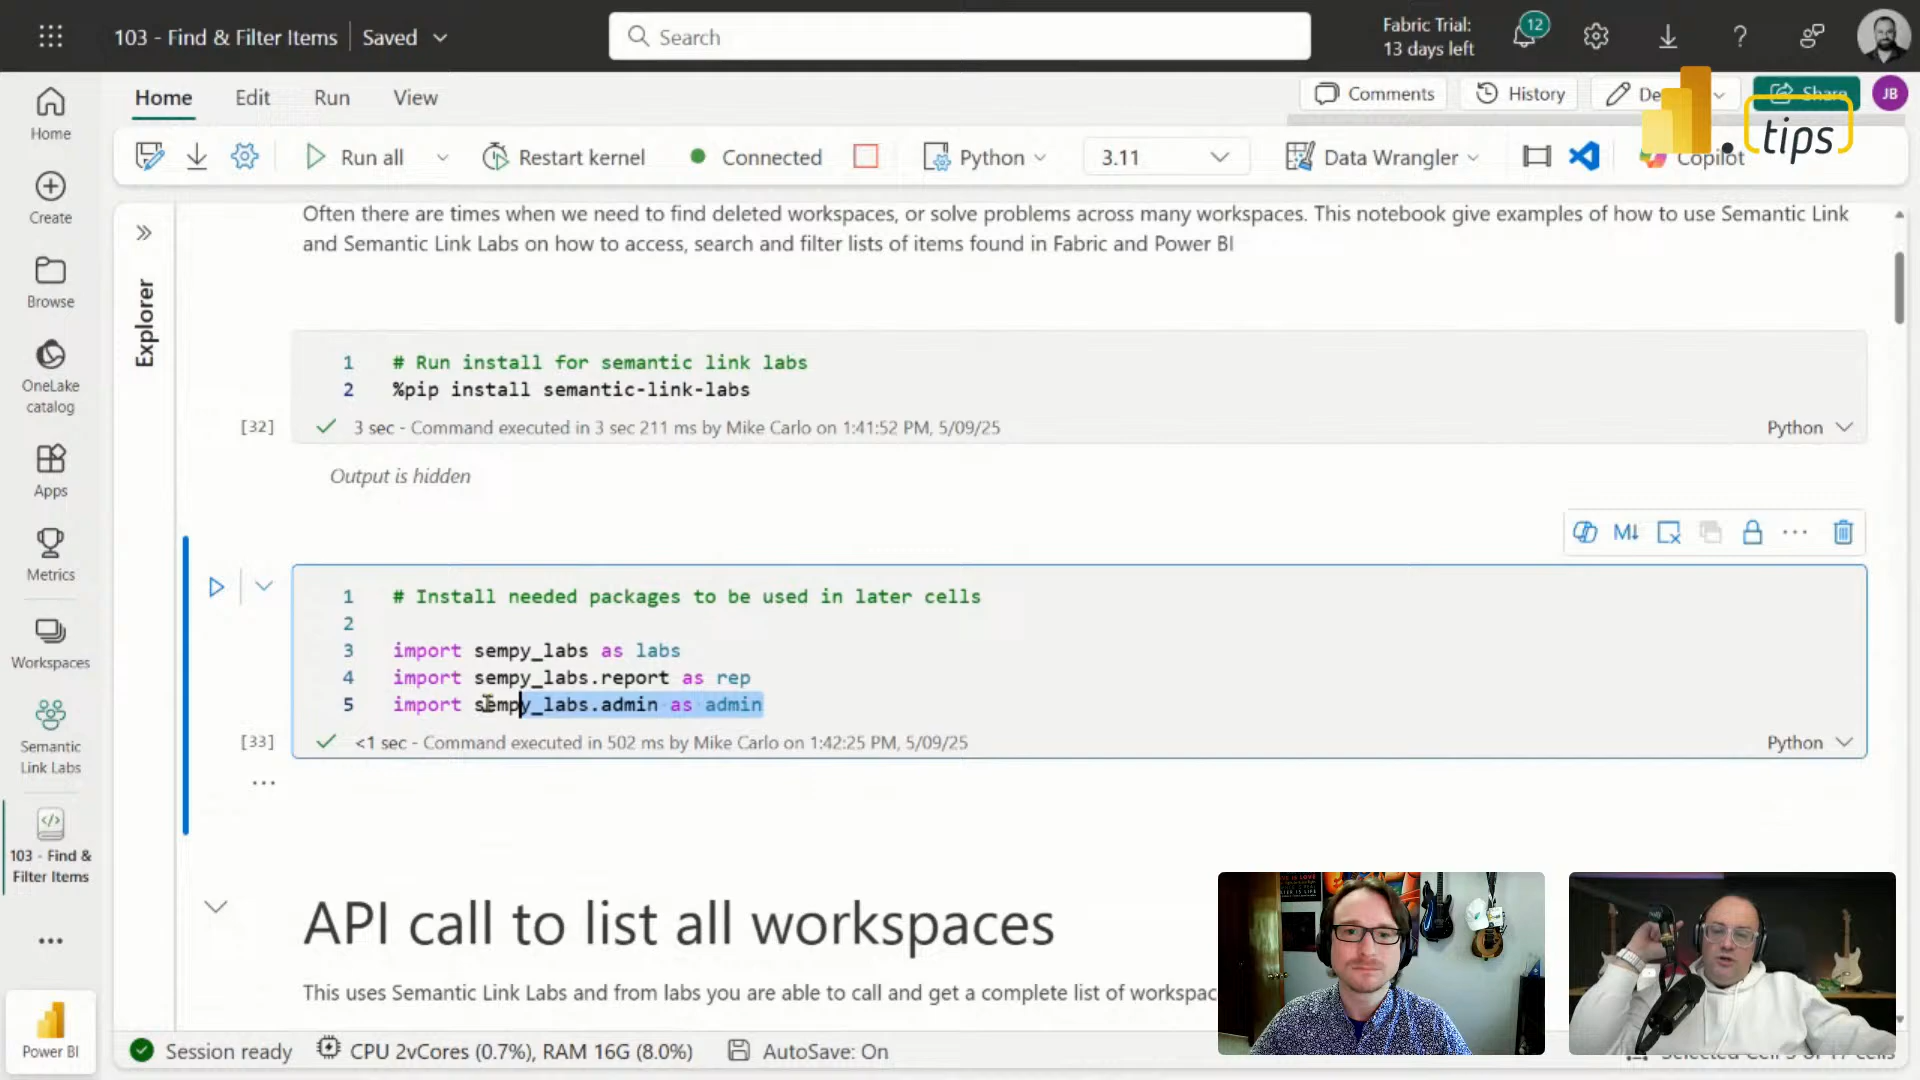 103 - Find & Filter Items
Saved
Search
Fabric Trial:
13 days left
12
Home
Edit
Run
View
Comments
History
Share
JB
Run all
Restart kernel
Connected
Python
3.11
Data Wrangler
Copilot
.tips
Home
Create
Browse
OneLake
catalog
Apps
Metrics
Workspaces
Semantic
Link Labs
103 - Find &
Filter Items
Power BI
Explorer
Often there are times when we need to find deleted workspaces, or solve problems across many workspaces. This notebook give examples of how to use Semantic Link
and Semantic Link Labs on how to access, search and filter lists of items found in Fabric and Power BI
1 # Run install for semantic link labs
2 %pip install semantic-link-labs
[32] 3 sec - Command executed in 3 sec 211 ms by Mike Carlo on 1:41:52 PM, 5/09/25 Python
Output is hidden
M↓
1 # Install needed packages to be used in later cells
2
3 import sempy_labs as labs
4 import sempy_labs.report as rep
5 import sempy_labs.admin as admin
[33] <1 sec - Command executed in 502 ms by Mike Carlo on 1:42:25 PM, 5/09/25 Python
API call to list all workspaces
This uses Semantic Link Labs and from labs you are able to call and get a complete list of workspac
Session ready
CPU 2vCores (0.7%), RAM 16G (8.0%)
AutoSave: On